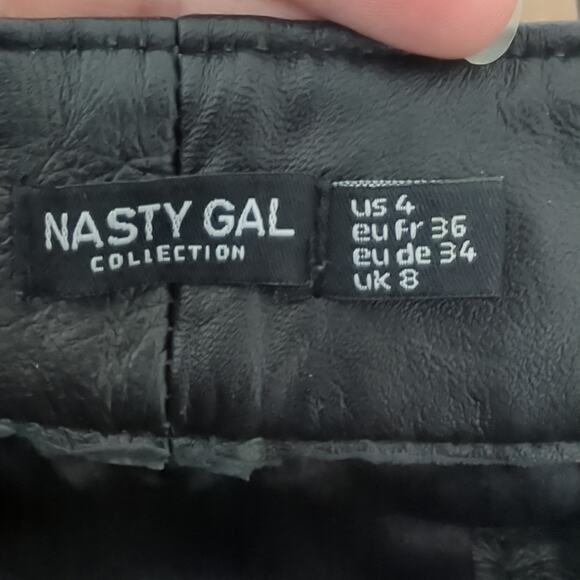 NASTY GAL
COLLECTION
us 4
eu fr 36
eu de 34
uk 8